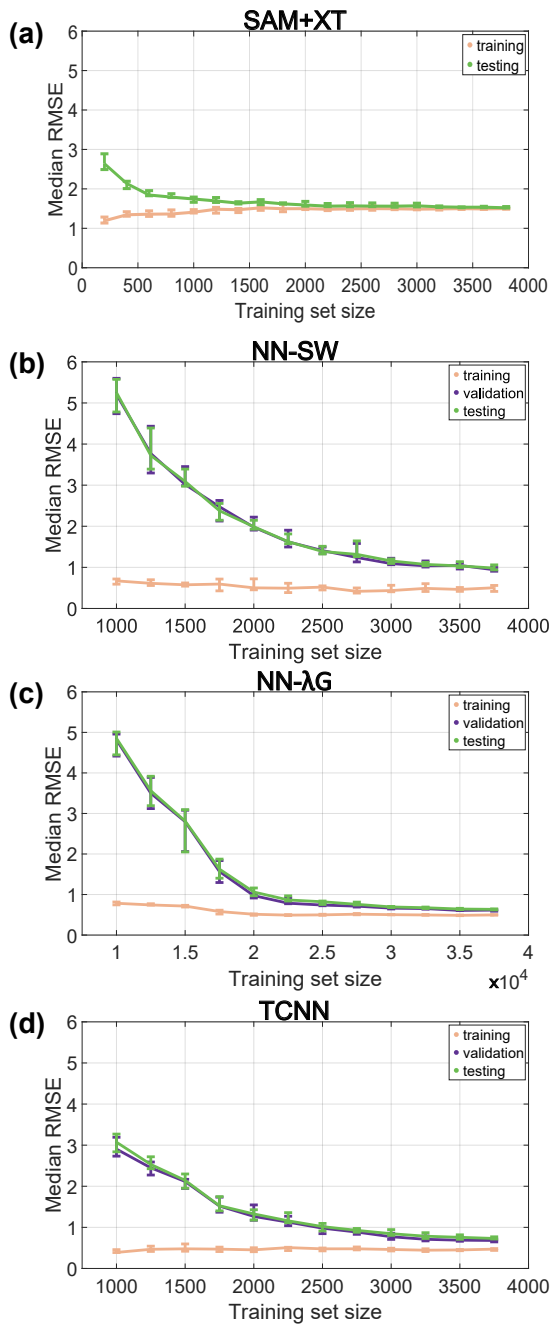 (a)
SAM+XT
6
5
4
3
2
1
0
Median RMSE
training
testing
0 500 1000 1500 2000 2500 3000 3500 4000
Training set size
(b)
NN-SW
6
5
4
3
2
1
0
Median RMSE
training
validation
testing
1000 1500 2000 2500 3000 3500 4000
Training set size
(c)
NN-λG
6
5
4
3
2
1
0
Median RMSE
training
validation
testing
1 1.5 2 2.5 3 3.5 4
Training set size
x10⁴
(d)
TCNN
6
5
4
3
2
1
0
Median RMSE
training
validation
testing
1000 1500 2000 2500 3000 3500 4000
Training set size